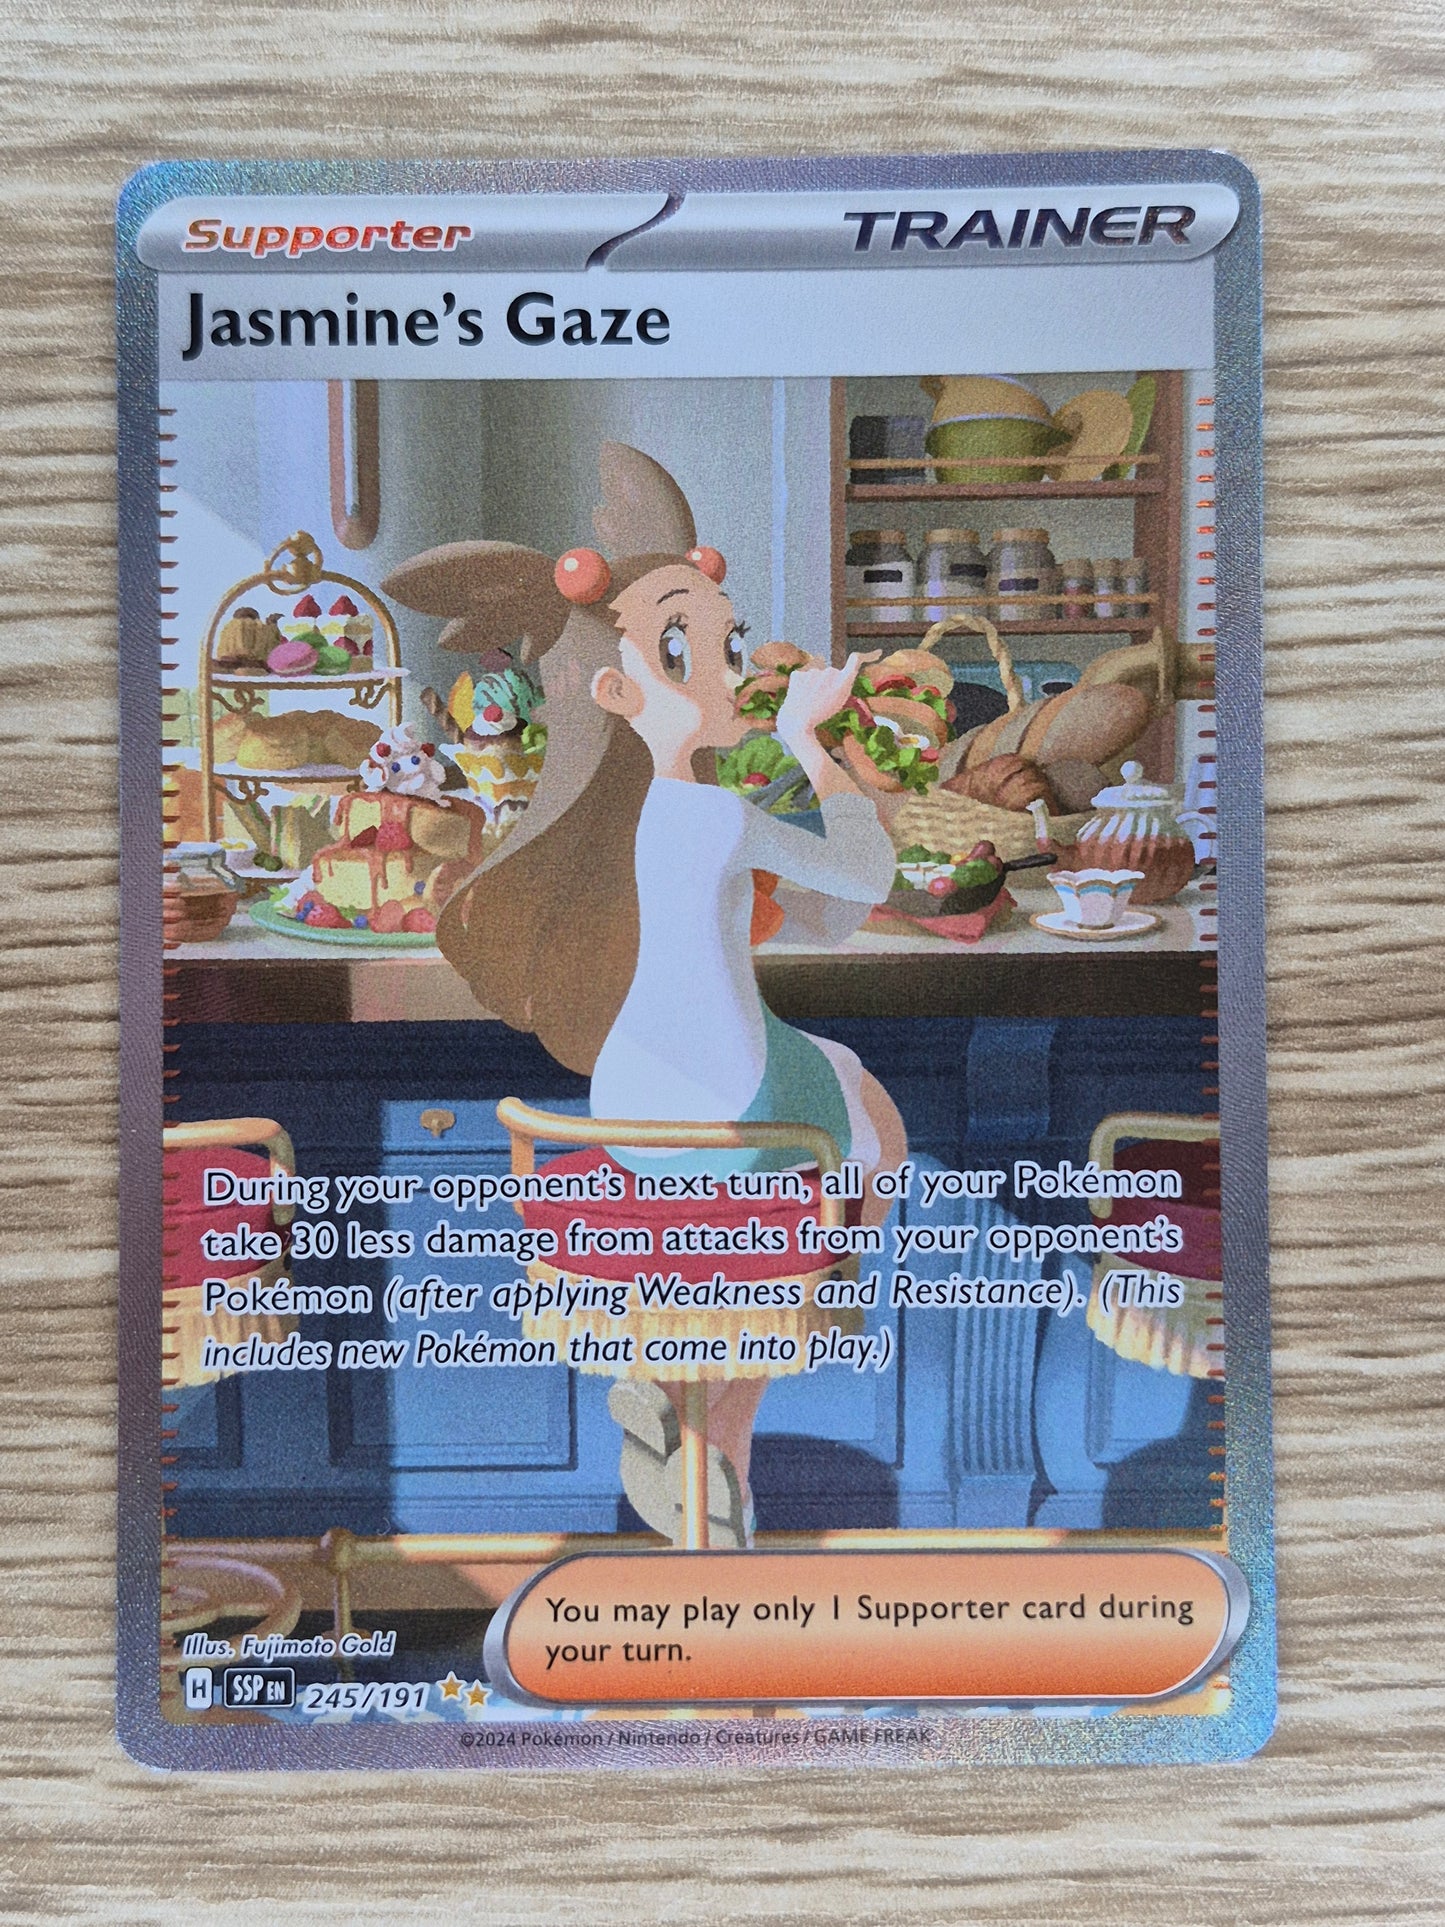 Supporter TRAINER
Jasmine's Gaze
During your opponent's next turn, all of your Pokémon
take 30 less damage from attacks from your opponent's
Pokémon (after applying Weakness and Resistance). (This
includes new Pokémon that come into play.)
You may play only 1 Supporter card during
your turn.
Illus. Fujimoto Gold
H SSP EN 245/191
©2024 Pokémon / Nintendo / Creatures / GAME FREAK